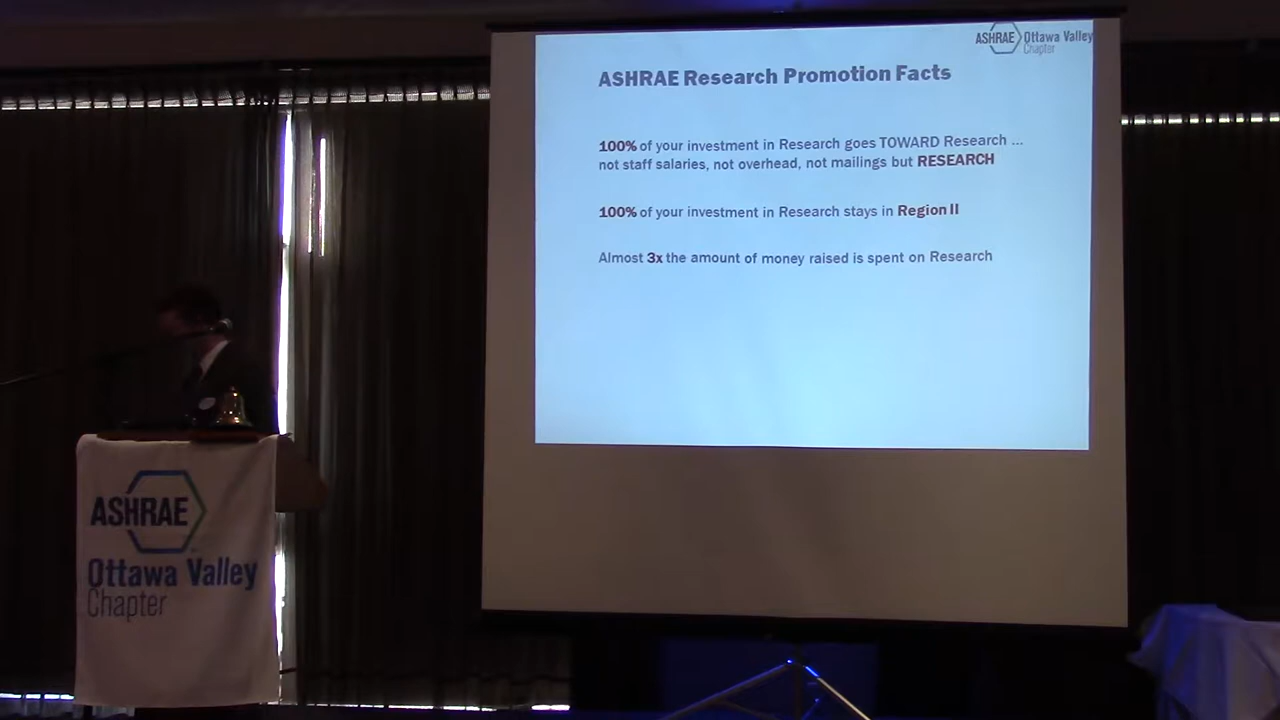 ASHRAE Ottawa Valley
Chapter
ASHRAE Research Promotion Facts
100% of your investment in Research goes TOWARD Research ...
not staff salaries, not overhead, not mailings but RESEARCH
100% of your investment in Research stays in Region II
Almost 3x the amount of money raised is spent on Research
ASHRAE
Ottawa Valley
Chapter